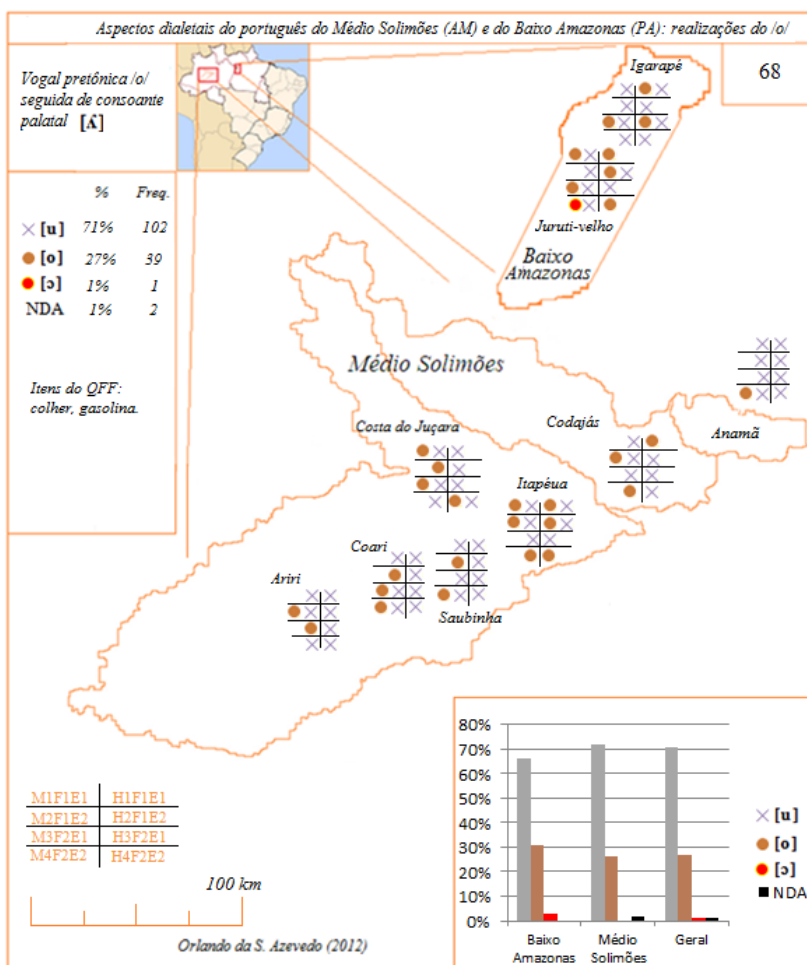 Aspectos dialetais do português do Médio Solimões (AM) e do Baixo Amazonas (PA): realizações do /o/
Vogal pretônica /o/
seguida de consoante
palatal [ʎ]
68
Igarapé
Juruti-velho
Baixo
Amazonas
% Freq.
[u] 71% 102
[o] 27% 39
[ɔ] 1% 1
NDA 1% 2
Itens do QFF:
colher, gasolina.
Médio Solimões
Costa do Juçara
Codajás
Anamã
Itapéua
Coari
Ariri
Saubinha
M1F1E1 H1F1E1
M2F1E2 H2F1E2
M3F2E1 H3F2E1
M4F2E2 H4F2E2
100 km
Orlando da S. Azevedo (2012)
80%
70%
60%
50%
40%
30%
20%
10%
0%
Baixo
Amazonas
Médio
Solimões
Geral
[u]
[o]
[ɔ]
NDA